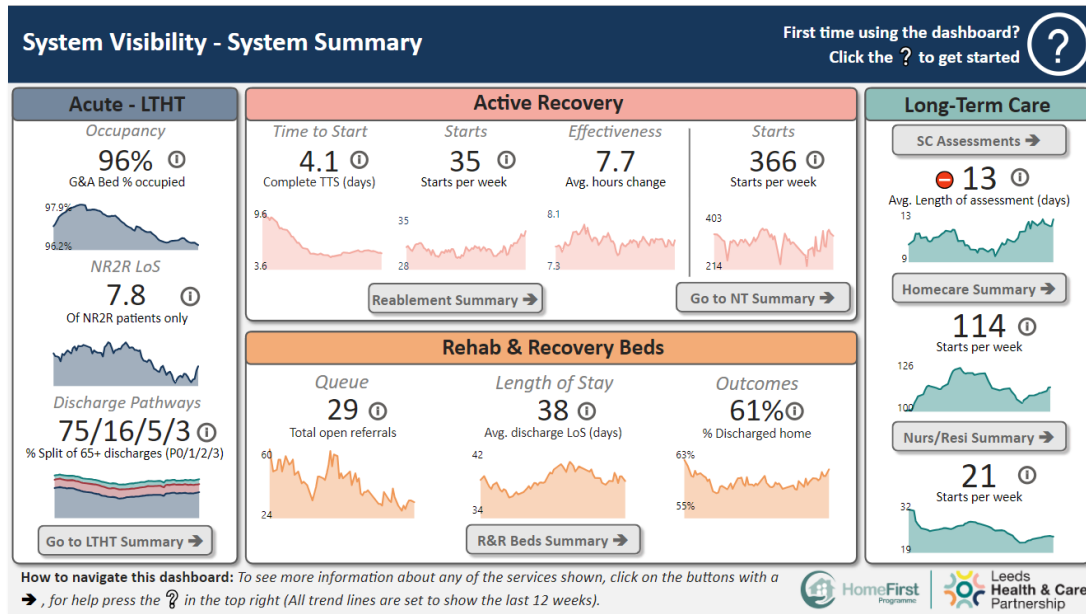 System Visibility - System Summary
First time using the dashboard?
Click the ? to get started
?
Acute - LTHT
Occupancy
96% i
G&A Bed % occupied
97.9%
96.2%
NR2R LoS
7.8 i
Of NR2R patients only
Discharge Pathways
75/16/5/3 i
% Split of 65+ discharges (P0/1/2/3)
Go to LTHT Summary →
Active Recovery
Time to Start
4.1 i
Complete TTS (days)
9.6
3.6
Starts
35 i
Starts per week
35
28
Effectiveness
7.7 i
Avg. hours change
8.1
7.3
Reablement Summary →
Starts
366 i
Starts per week
403
214
Go to NT Summary →
Rehab & Recovery Beds
Queue
29 i
Total open referrals
60
24
Length of Stay
38 i
Avg. discharge LoS (days)
42
34
Outcomes
61% i
% Discharged home
63%
55%
R&R Beds Summary →
Long-Term Care
SC Assessments →
13 i
Avg. Length of assessment (days)
13
9
Homecare Summary →
114 i
Starts per week
126
100
Nurs/Resi Summary →
21 i
Starts per week
32
19
How to navigate this dashboard: To see more information about any of the services shown, click on the buttons with a
→ , for help press the ? in the top right (All trend lines are set to show the last 12 weeks).
HomeFirst
Programme
Leeds
Health & Care
Partnership